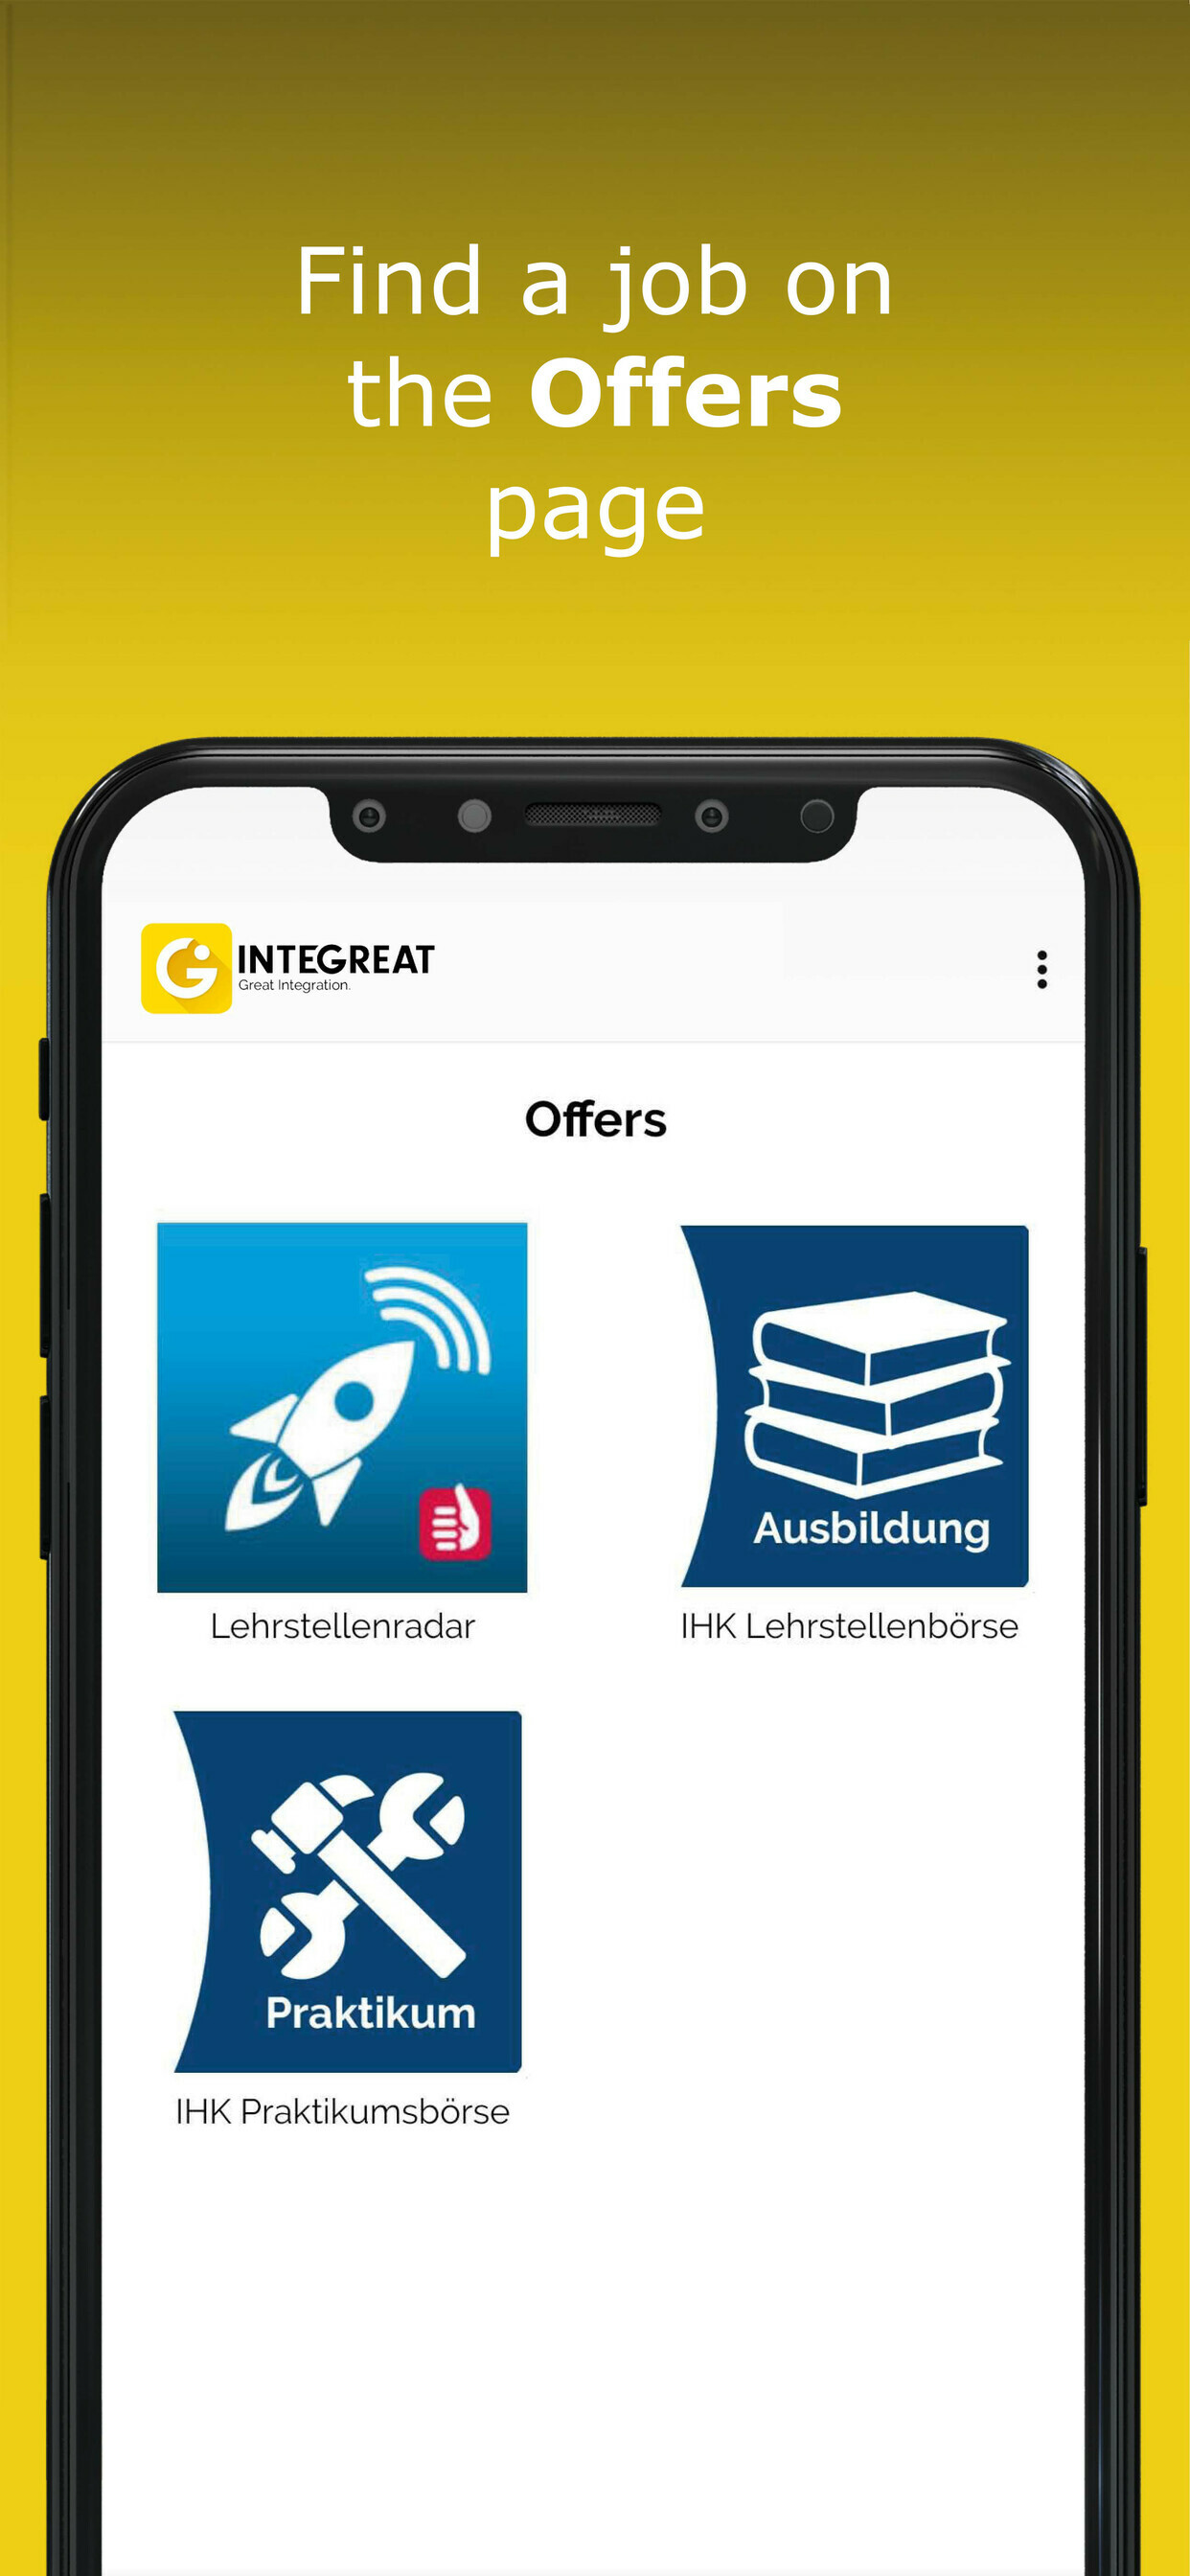 Find a job on
the Offers
page
INTEGREAT
Great Integration.
Offers
Ausbildung
Lehrstellenradar
IHK Lehrstellenbörse
Praktikum
IHK Praktikumsbörse